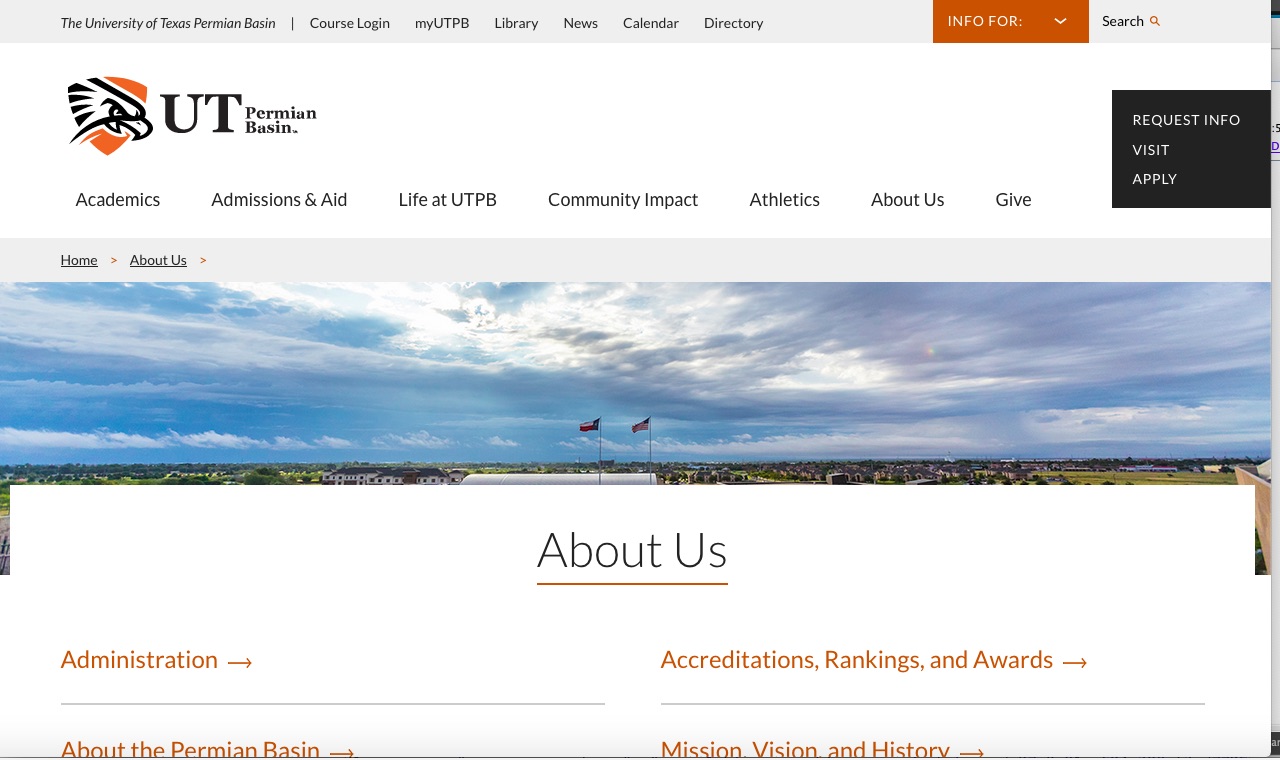 The University of Texas Permian Basin | Course Login myUTPB Library News Calendar Directory INFO FOR: Search
UT Permian Basin
REQUEST INFO
VISIT
APPLY
Academics Admissions & Aid Life at UTPB Community Impact Athletics About Us Give
Home > About Us >
About Us
Administration → Accreditations, Rankings, and Awards →
About the Permian Basin → Mission, Vision, and History →